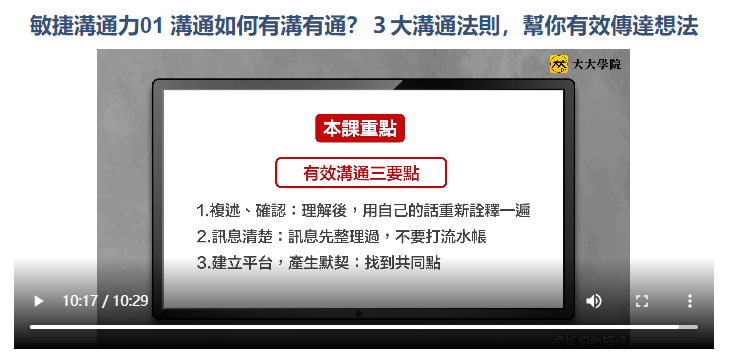 敏捷溝通力01 溝通如何有溝有通? 3 大溝通法則，幫你有效傳達想法
大大學院
本課重點
有效溝通三要點
1.複述、確認：理解後，用自己的話重新詮釋一遍
2.訊息清楚：訊息先整理過，不要打流水帳
3.建立平台，產生默契：找到共同點
10:17 / 10:29